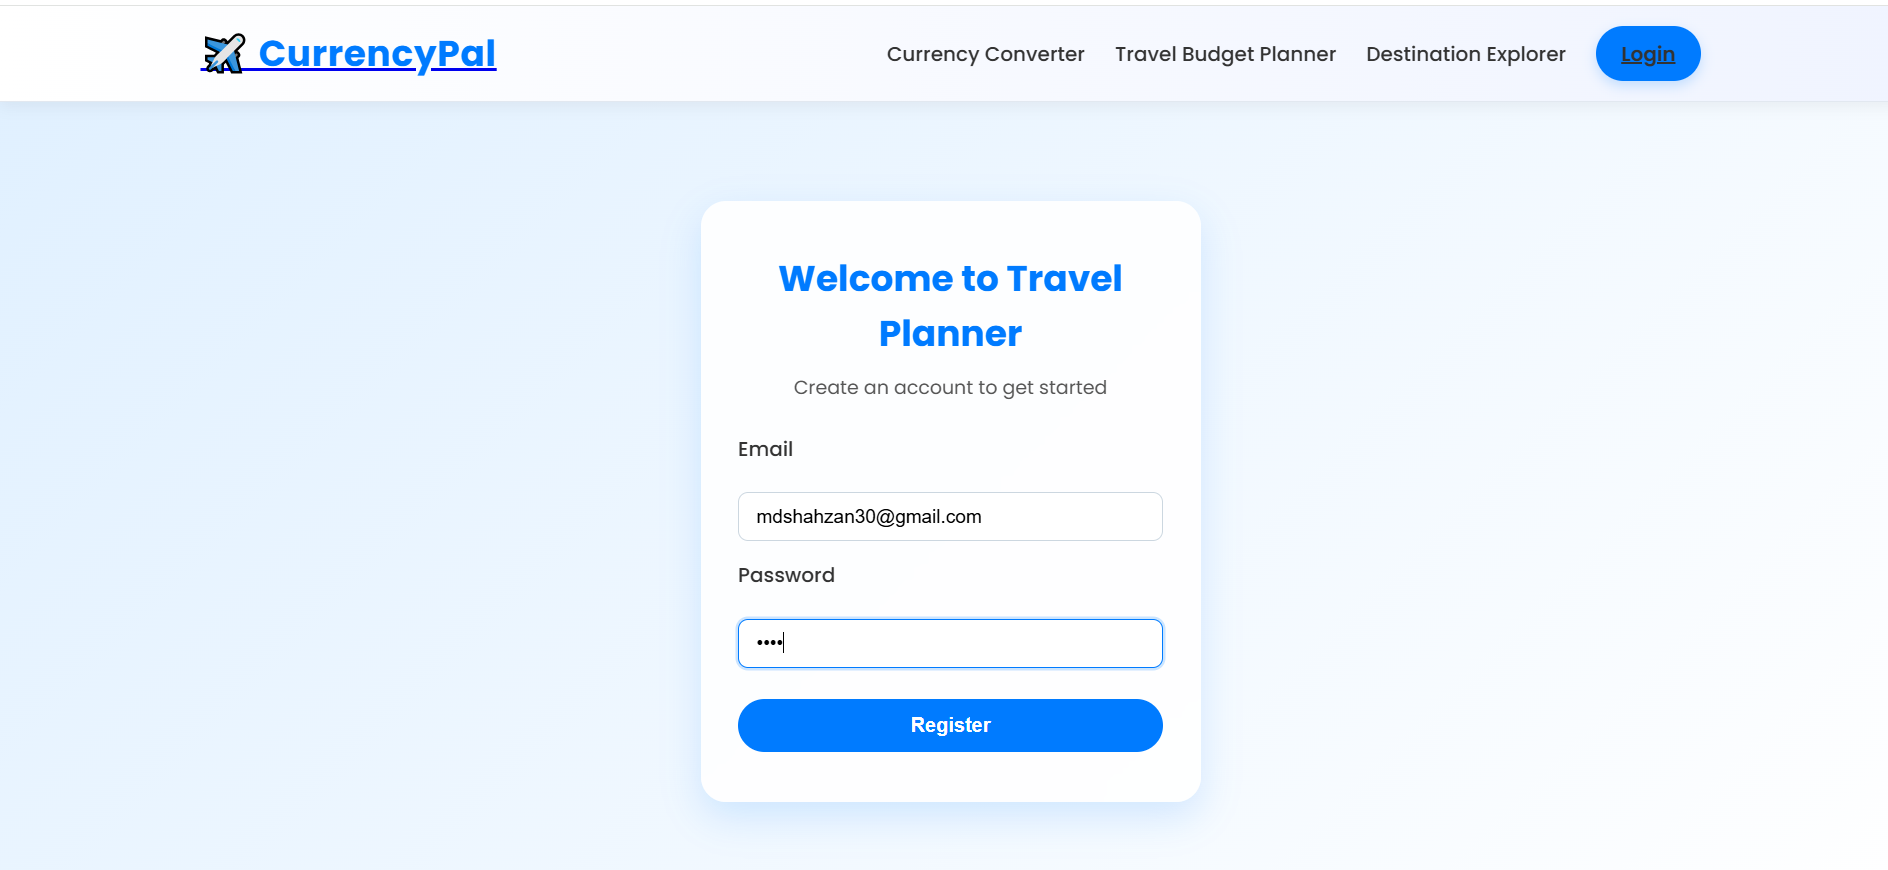 CurrencyPal
Currency Converter Travel Budget Planner Destination Explorer Login
Welcome to Travel
Planner
Create an account to get started
Email
mdshahzan30@gmail.com
Password
••••
Register